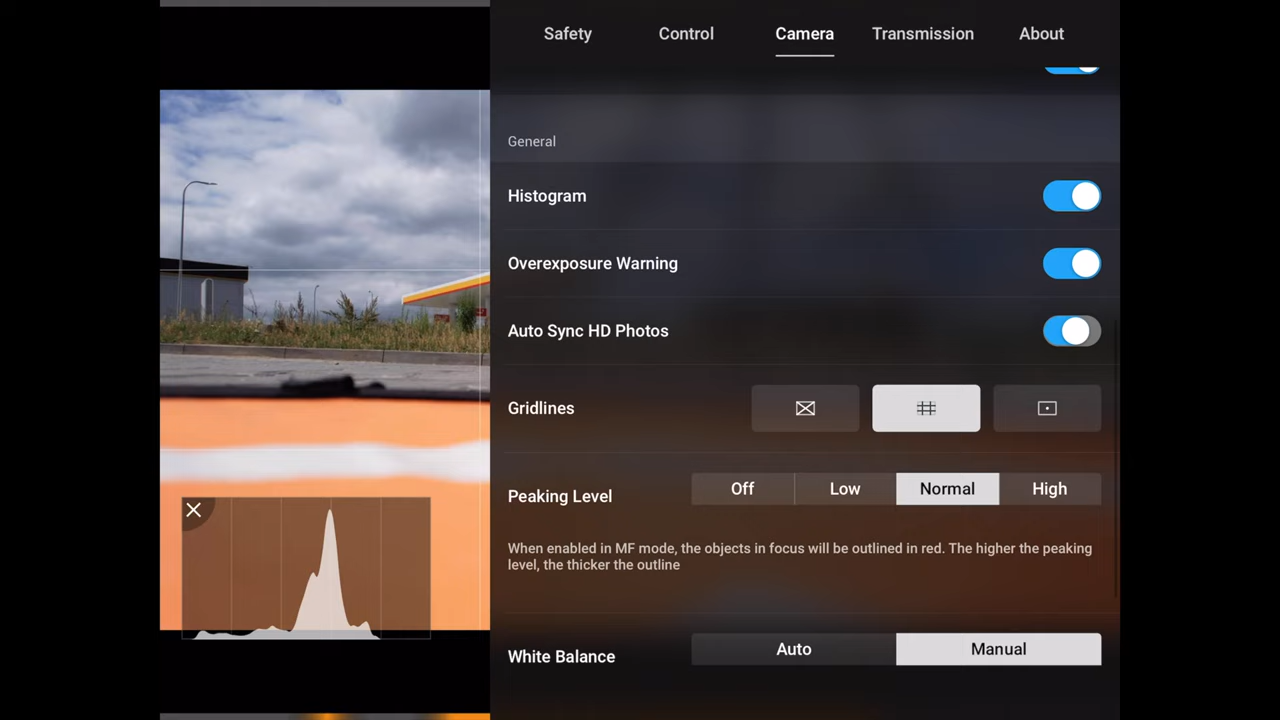 Safety Control Camera Transmission About
General
Histogram
Overexposure Warning
Auto Sync HD Photos
Gridlines
Peaking Level Off Low Normal High
When enabled in MF mode, the objects in focus will be outlined in red. The higher the peaking
level, the thicker the outline
White Balance Auto Manual